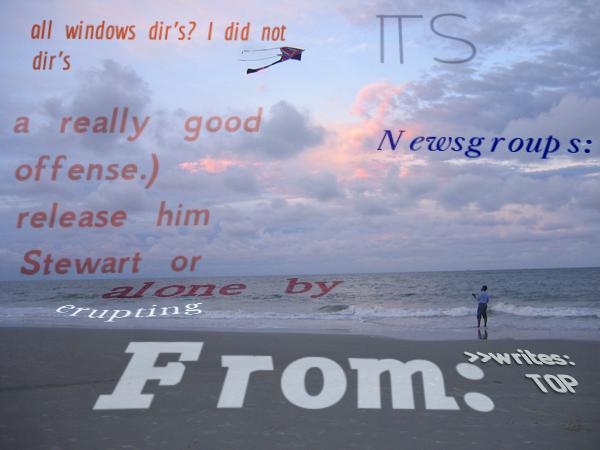 all windows dir's? I did not
dir's
ITS
a really good
offense.)
release him
Stewart or
Newsgroups:
alone by
erupting
From:
>>writes:
TOP